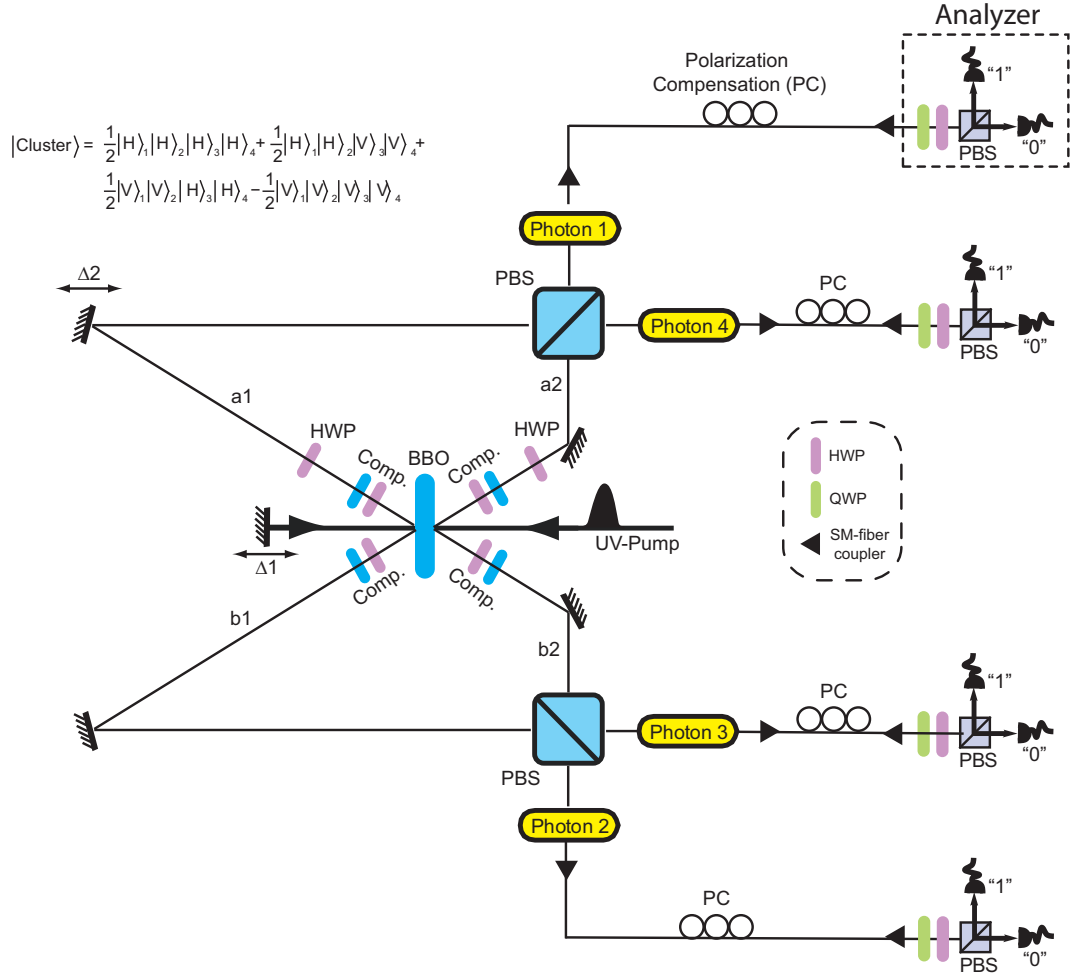 Analyzer
Polarization
Compensation (PC)
“1”
“0”
PBS
|Cluster⟩ = 1/2|H⟩₁|H⟩₂|H⟩₃|H⟩₄ + 1/2|H⟩₁|H⟩₂|V⟩₃|V⟩₄ +
1/2|V⟩₁|V⟩₂|H⟩₃|H⟩₄ − 1/2|V⟩₁|V⟩₂|V⟩₃|V⟩₄
Photon 1
Δ2
PBS
Photon 4
PC
“1”
“0”
PBS
a1
a2
HWP
Comp.
BBO
Comp.
HWP
UV-Pump
Δ1
Comp.
Comp.
HWP
QWP
SM-fiber
coupler
b1
b2
PBS
Photon 3
PC
“1”
“0”
PBS
Photon 2
PC
“1”
“0”
PBS